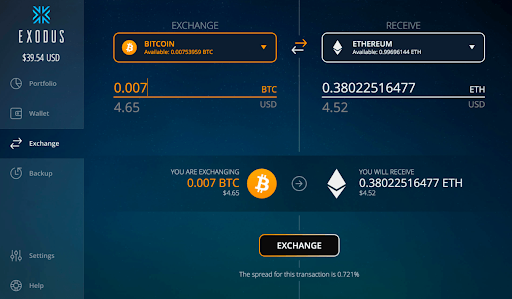 EXODUS
$39.54 USD
Portfolio
Wallet
Exchange
Backup
Settings
Help
EXCHANGE
RECEIVE
BITCOIN
Available: 0.00753959 BTC
ETHEREUM
Available: 0.99696144 ETH
0.007 BTC
4.65 USD
0.38022516477 ETH
4.52 USD
YOU ARE EXCHANGING
0.007 BTC
$4.65
YOU WILL RECEIVE
0.38022516477 ETH
$4.52
EXCHANGE
The spread for this transaction is 0.721%